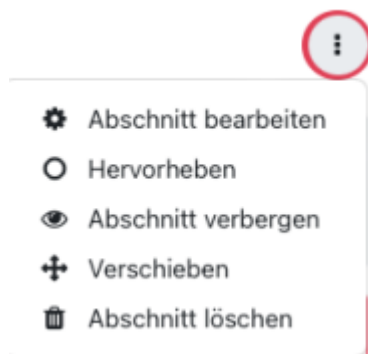 Abschnitt bearbeiten
Hervorheben
Abschnitt verbergen
Verschieben
Abschnitt löschen